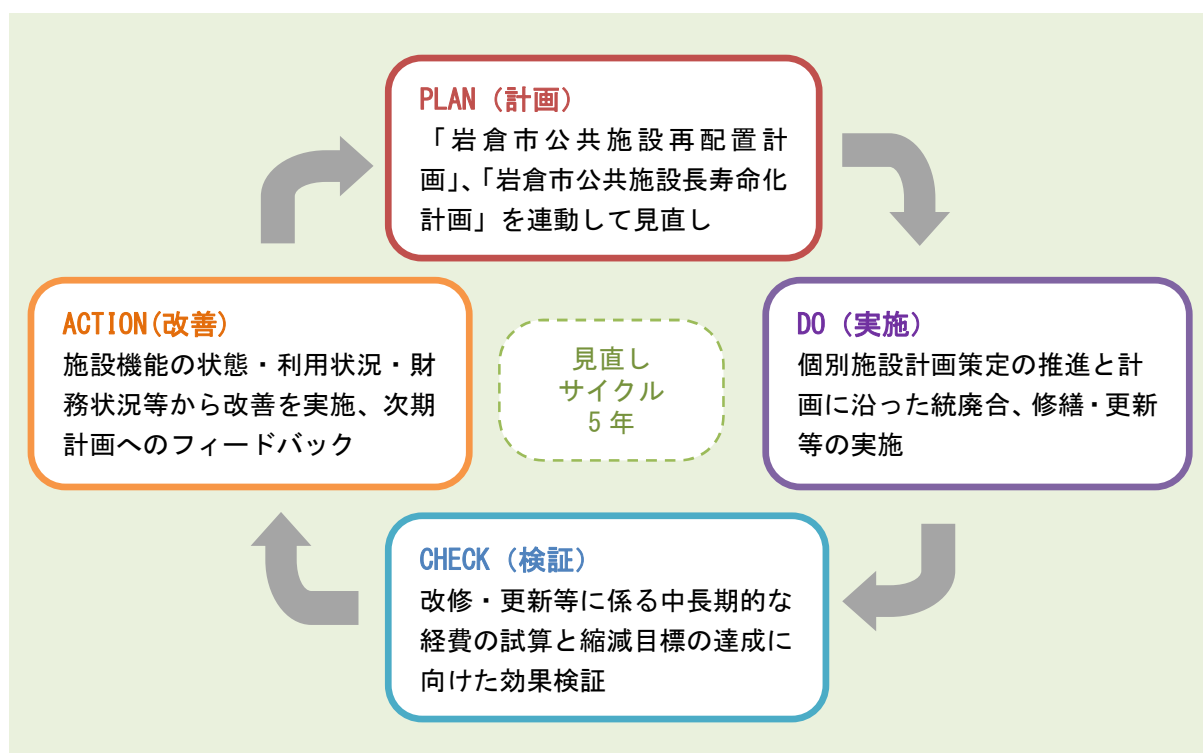 PLAN（計画）
「岩倉市公共施設再配置計
画」、「岩倉市公共施設長寿命化
計画」を連動して見直し
DO（実施）
個別施設計画策定の推進と計
画に沿った統廃合、修繕・更新
等の実施
CHECK（検証）
改修・更新等に係る中長期的な
経費の試算と縮減目標の達成に
向けた効果検証
ACTION(改善)
施設機能の状態・利用状況・財
務状況等から改善を実施、次期
計画へのフィードバック
見直し
サイクル
5 年